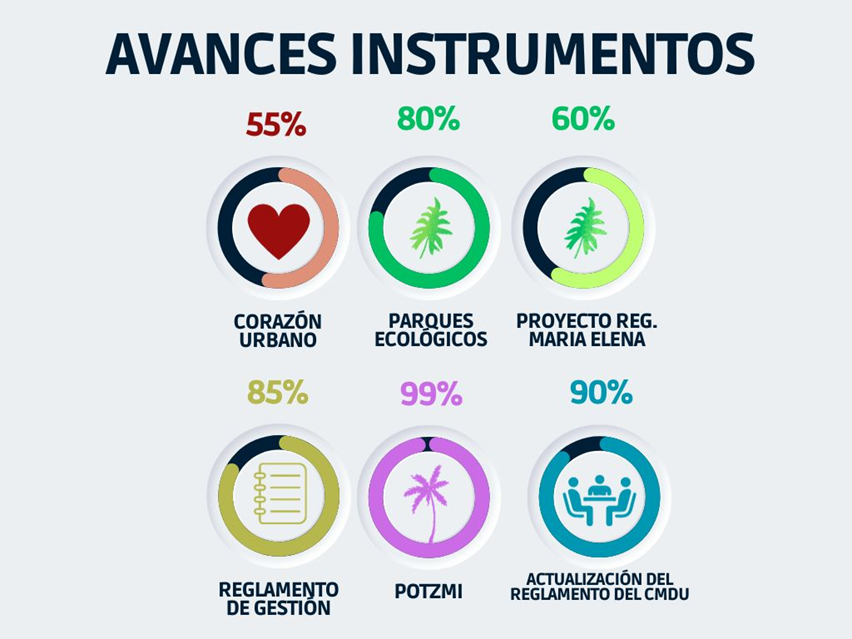 AVANCES INSTRUMENTOS
55%
80%
60%
CORAZÓN
URBANO
PARQUES
ECOLÓGICOS
PROYECTO REG.
MARIA ELENA
85%
99%
90%
REGLAMENTO
DE GESTIÓN
POTZMI
ACTUALIZACIÓN DEL
REGLAMENTO DEL CMDU